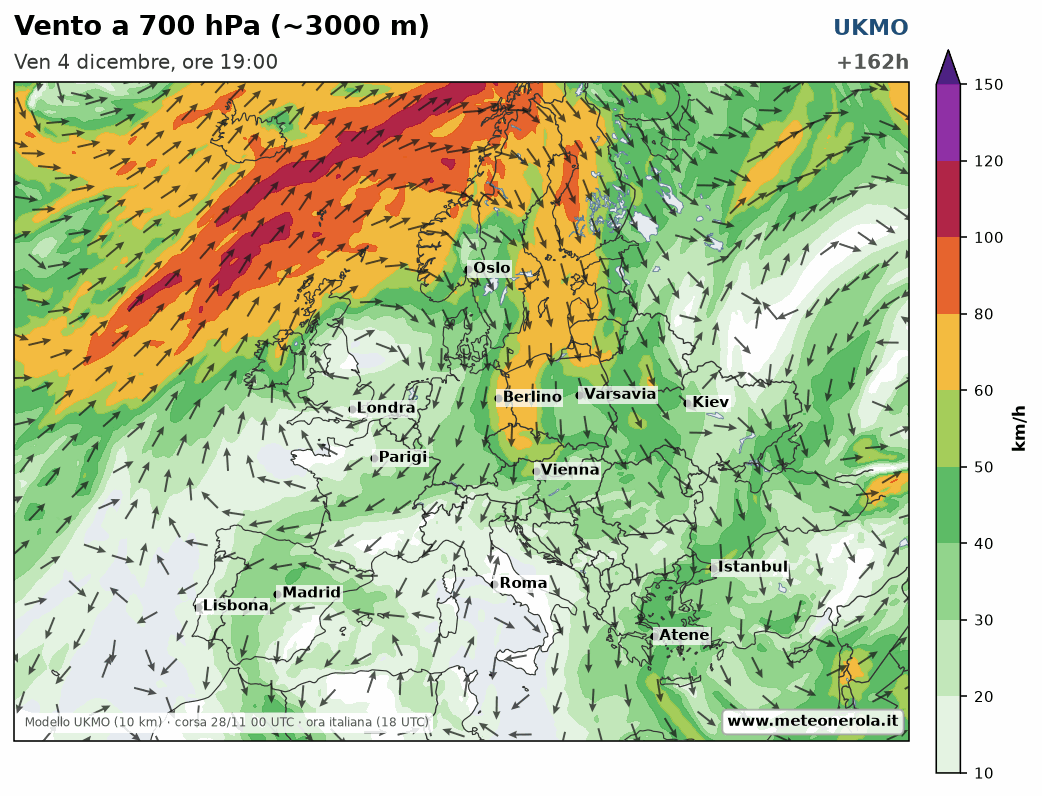 Vento a 700 hPa (~3000 m)
UKMO
Ven 4 dicembre, ore 19:00
+162h
150
120
100
80
60
50
40
30
20
10
km/h
Oslo
Berlino
Varsavia
Kiev
Londra
Parigi
Vienna
Roma
Istanbul
Madrid
Lisbona
Atene
Modello UKMO (10 km) · corsa 28/11 00 UTC · ora italiana (18 UTC)
www.meteonerola.it